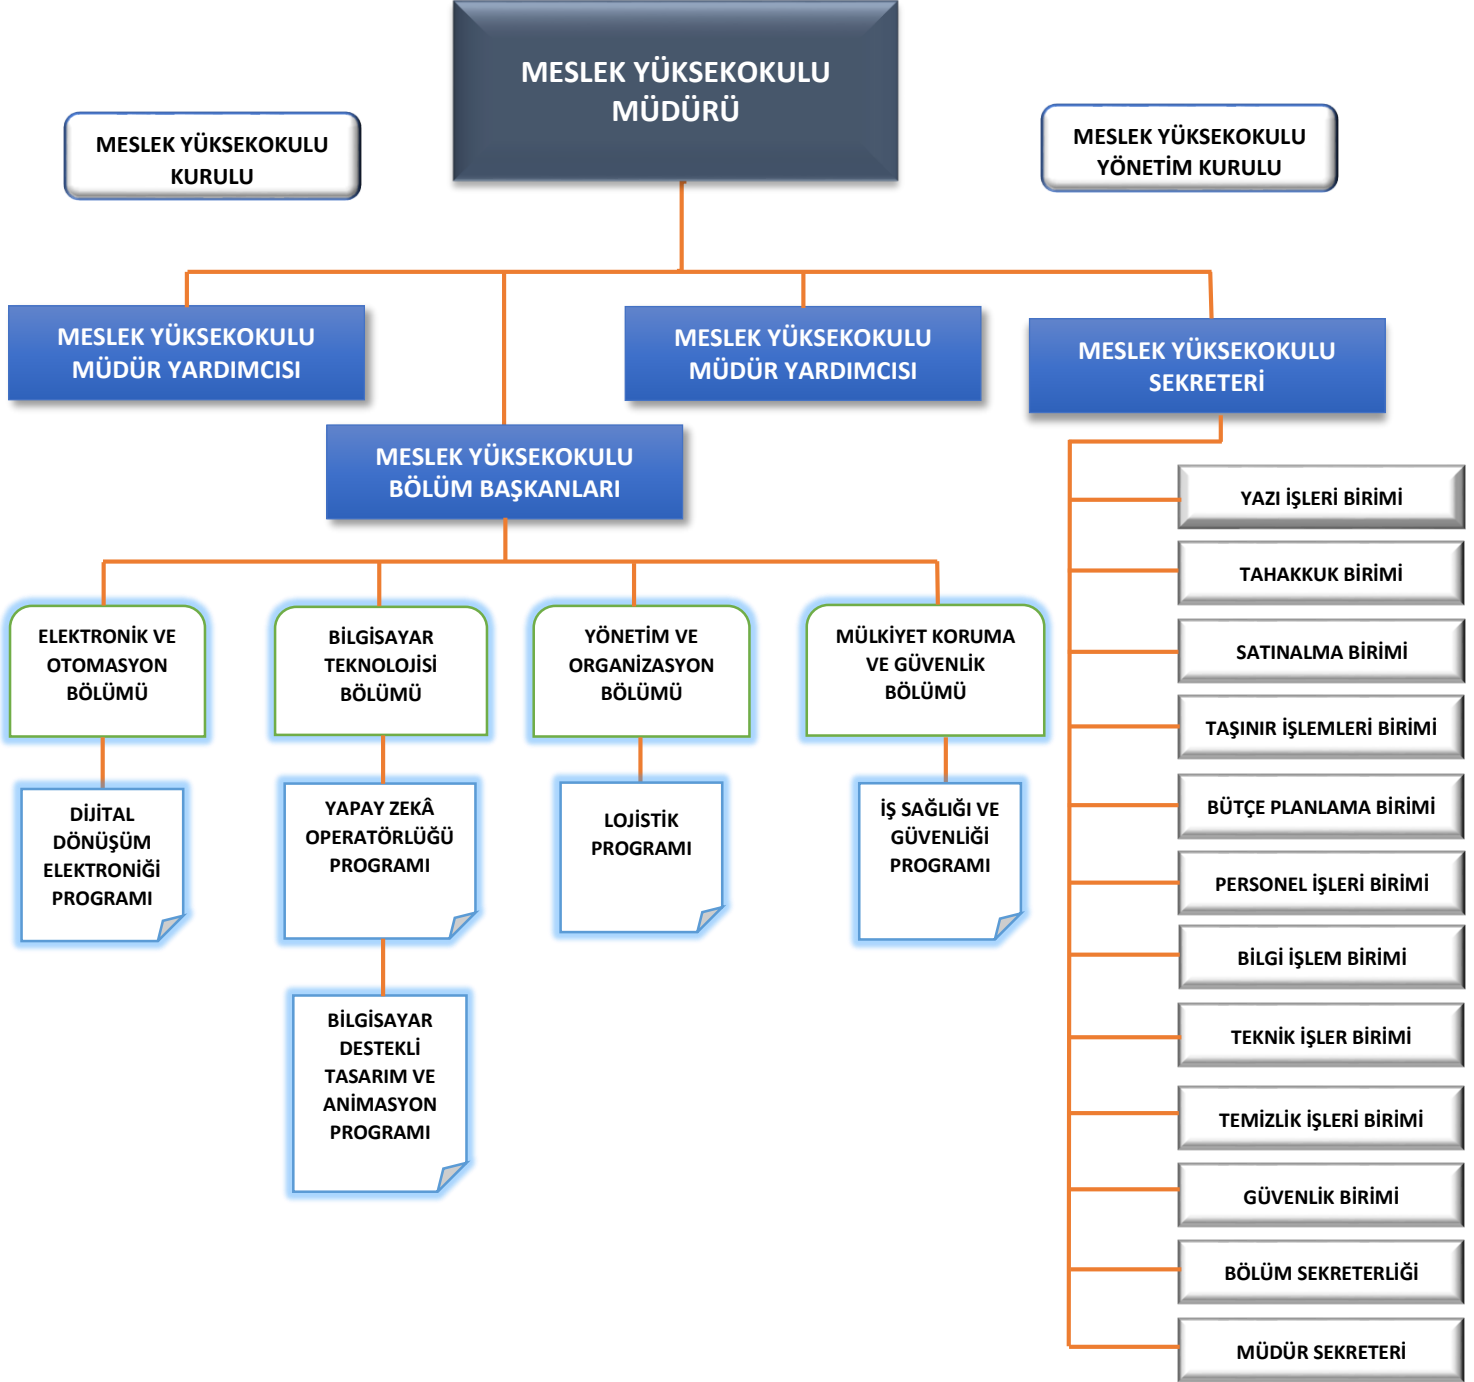 MESLEK YÜKSEKOKULU
MÜDÜRÜ
MESLEK YÜKSEKOKULU
KURULU
MESLEK YÜKSEKOKULU
YÖNETİM KURULU
MESLEK YÜKSEKOKULU
MÜDÜR YARDIMCISI
MESLEK YÜKSEKOKULU
MÜDÜR YARDIMCISI
MESLEK YÜKSEKOKULU
SEKRETERİ
MESLEK YÜKSEKOKULU
BÖLÜM BAŞKANLARI
ELEKTRONİK VE
OTOMASYON
BÖLÜMÜ
BİLGİSAYAR
TEKNOLOJİSİ
BÖLÜMÜ
YÖNETİM VE
ORGANİZASYON
BÖLÜMÜ
MÜLKİYET KORUMA
VE GÜVENLİK
BÖLÜMÜ
DİJİTAL
DÖNÜŞÜM
ELEKTRONİĞİ
PROGRAMI
YAPAY ZEKÂ
OPERATÖRLÜĞÜ
PROGRAMI
LOJİSTİK
PROGRAMI
İŞ SAĞLIĞI VE
GÜVENLİĞİ
PROGRAMI
BİLGİSAYAR
DESTEKLİ
TASARIM VE
ANİMASYON
PROGRAMI
YAZI İŞLERİ BİRİMİ
TAHAKKUK BİRİMİ
SATINALMA BİRİMİ
TAŞINIR İŞLEMLERİ BİRİMİ
BÜTÇE PLANLAMA BİRİMİ
PERSONEL İŞLERİ BİRİMİ
BİLGİ İŞLEM BİRİMİ
TEKNİK İŞLER BİRİMİ
TEMİZLİK İŞLERİ BİRİMİ
GÜVENLİK BİRİMİ
BÖLÜM SEKRETERLİĞİ
MÜDÜR SEKRETERİ